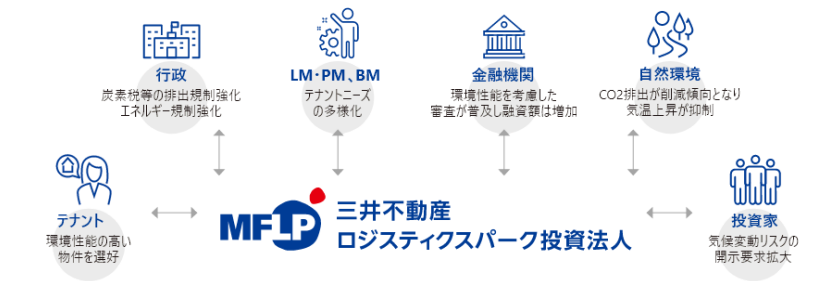 行政
炭素税等の排出規制強化
エネルギー規制強化
LM・PM、BM
テナントニーズ
の多様化
金融機関
環境性能を考慮した
審査が普及し融資額は増加
自然環境
CO2排出が削減傾向となり
気温上昇が抑制
テナント
環境性能の高い
物件を選好
MFLP
三井不動産
ロジスティクスパーク投資法人
投資家
気候変動リスクの
開示要求拡大